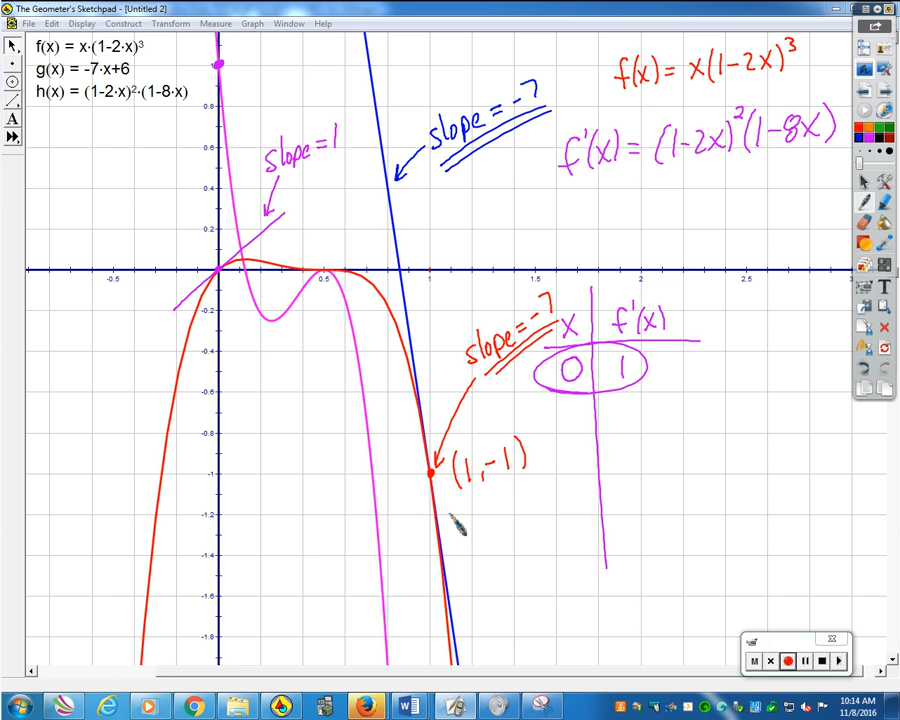 The Geometer's Sketchpad - [Untitled 2]
File Edit Display Construct Transform Measure Graph Window Help
f(x) = x·(1-2·x)³
g(x) = -7·x+6
h(x) = (1-2·x)²·(1-8·x)
f(x) = x(1-2x)³
f'(x) = (1-2x)²(1-8x)
slope = -7
slope = 1
0.8
0.6
0.4
0.2
-0.5 0.5 1 1.5 2 2.5 3
-0.2
-0.4
-0.6
-0.8
-1
-1.2
-1.4
-1.6
-1.8
slope = -7
x f'(x)
0 1
(1, -1)
A
T
M
10:14 AM
11/8/2016